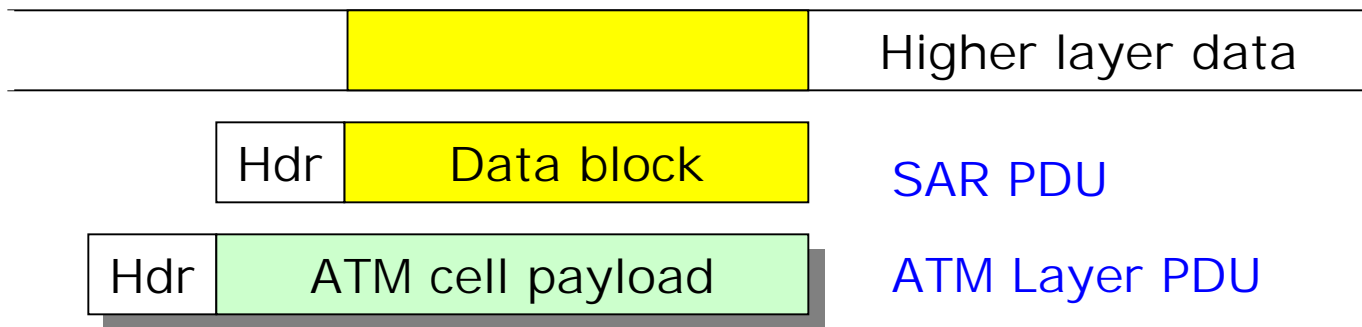 Higher layer data
Hdr Data block SAR PDU
Hdr ATM cell payload ATM Layer PDU